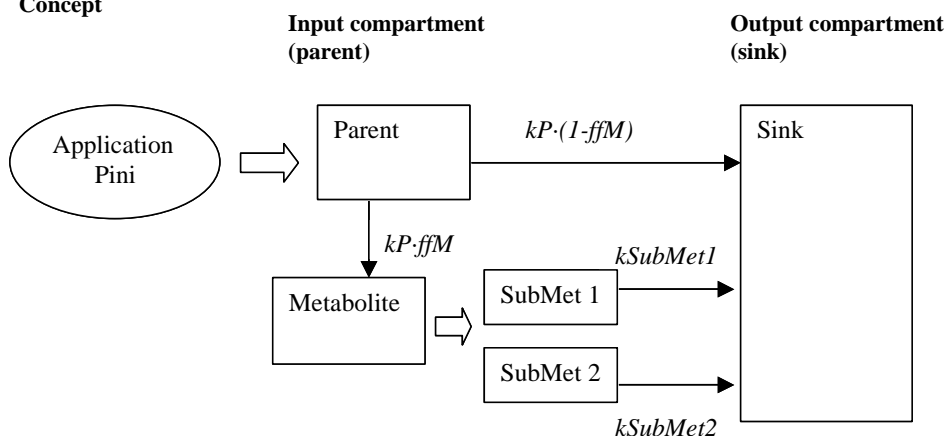 Concept
Input compartment
(parent)
Output compartment
(sink)
Application
Pini
Parent
kP·(1-ffM)
Sink
kP·ffM
kSubMet1
Metabolite
SubMet 1
SubMet 2
kSubMet2